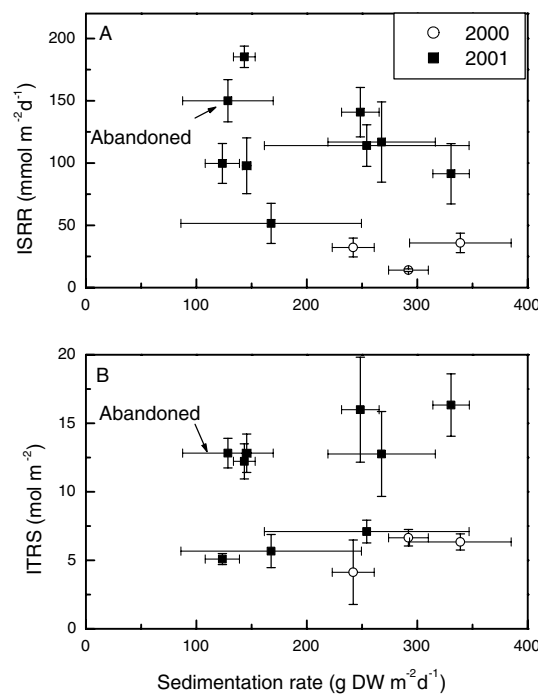 A
2000
2001
200
150
100
50
0
ISRR (mmol m⁻²d⁻¹)
Abandoned
0 100 200 300 400
B
20
15
10
5
0
ITRS (mol m⁻²)
Abandoned
0 100 200 300 400
Sedimentation rate (g DW m⁻²d⁻¹)